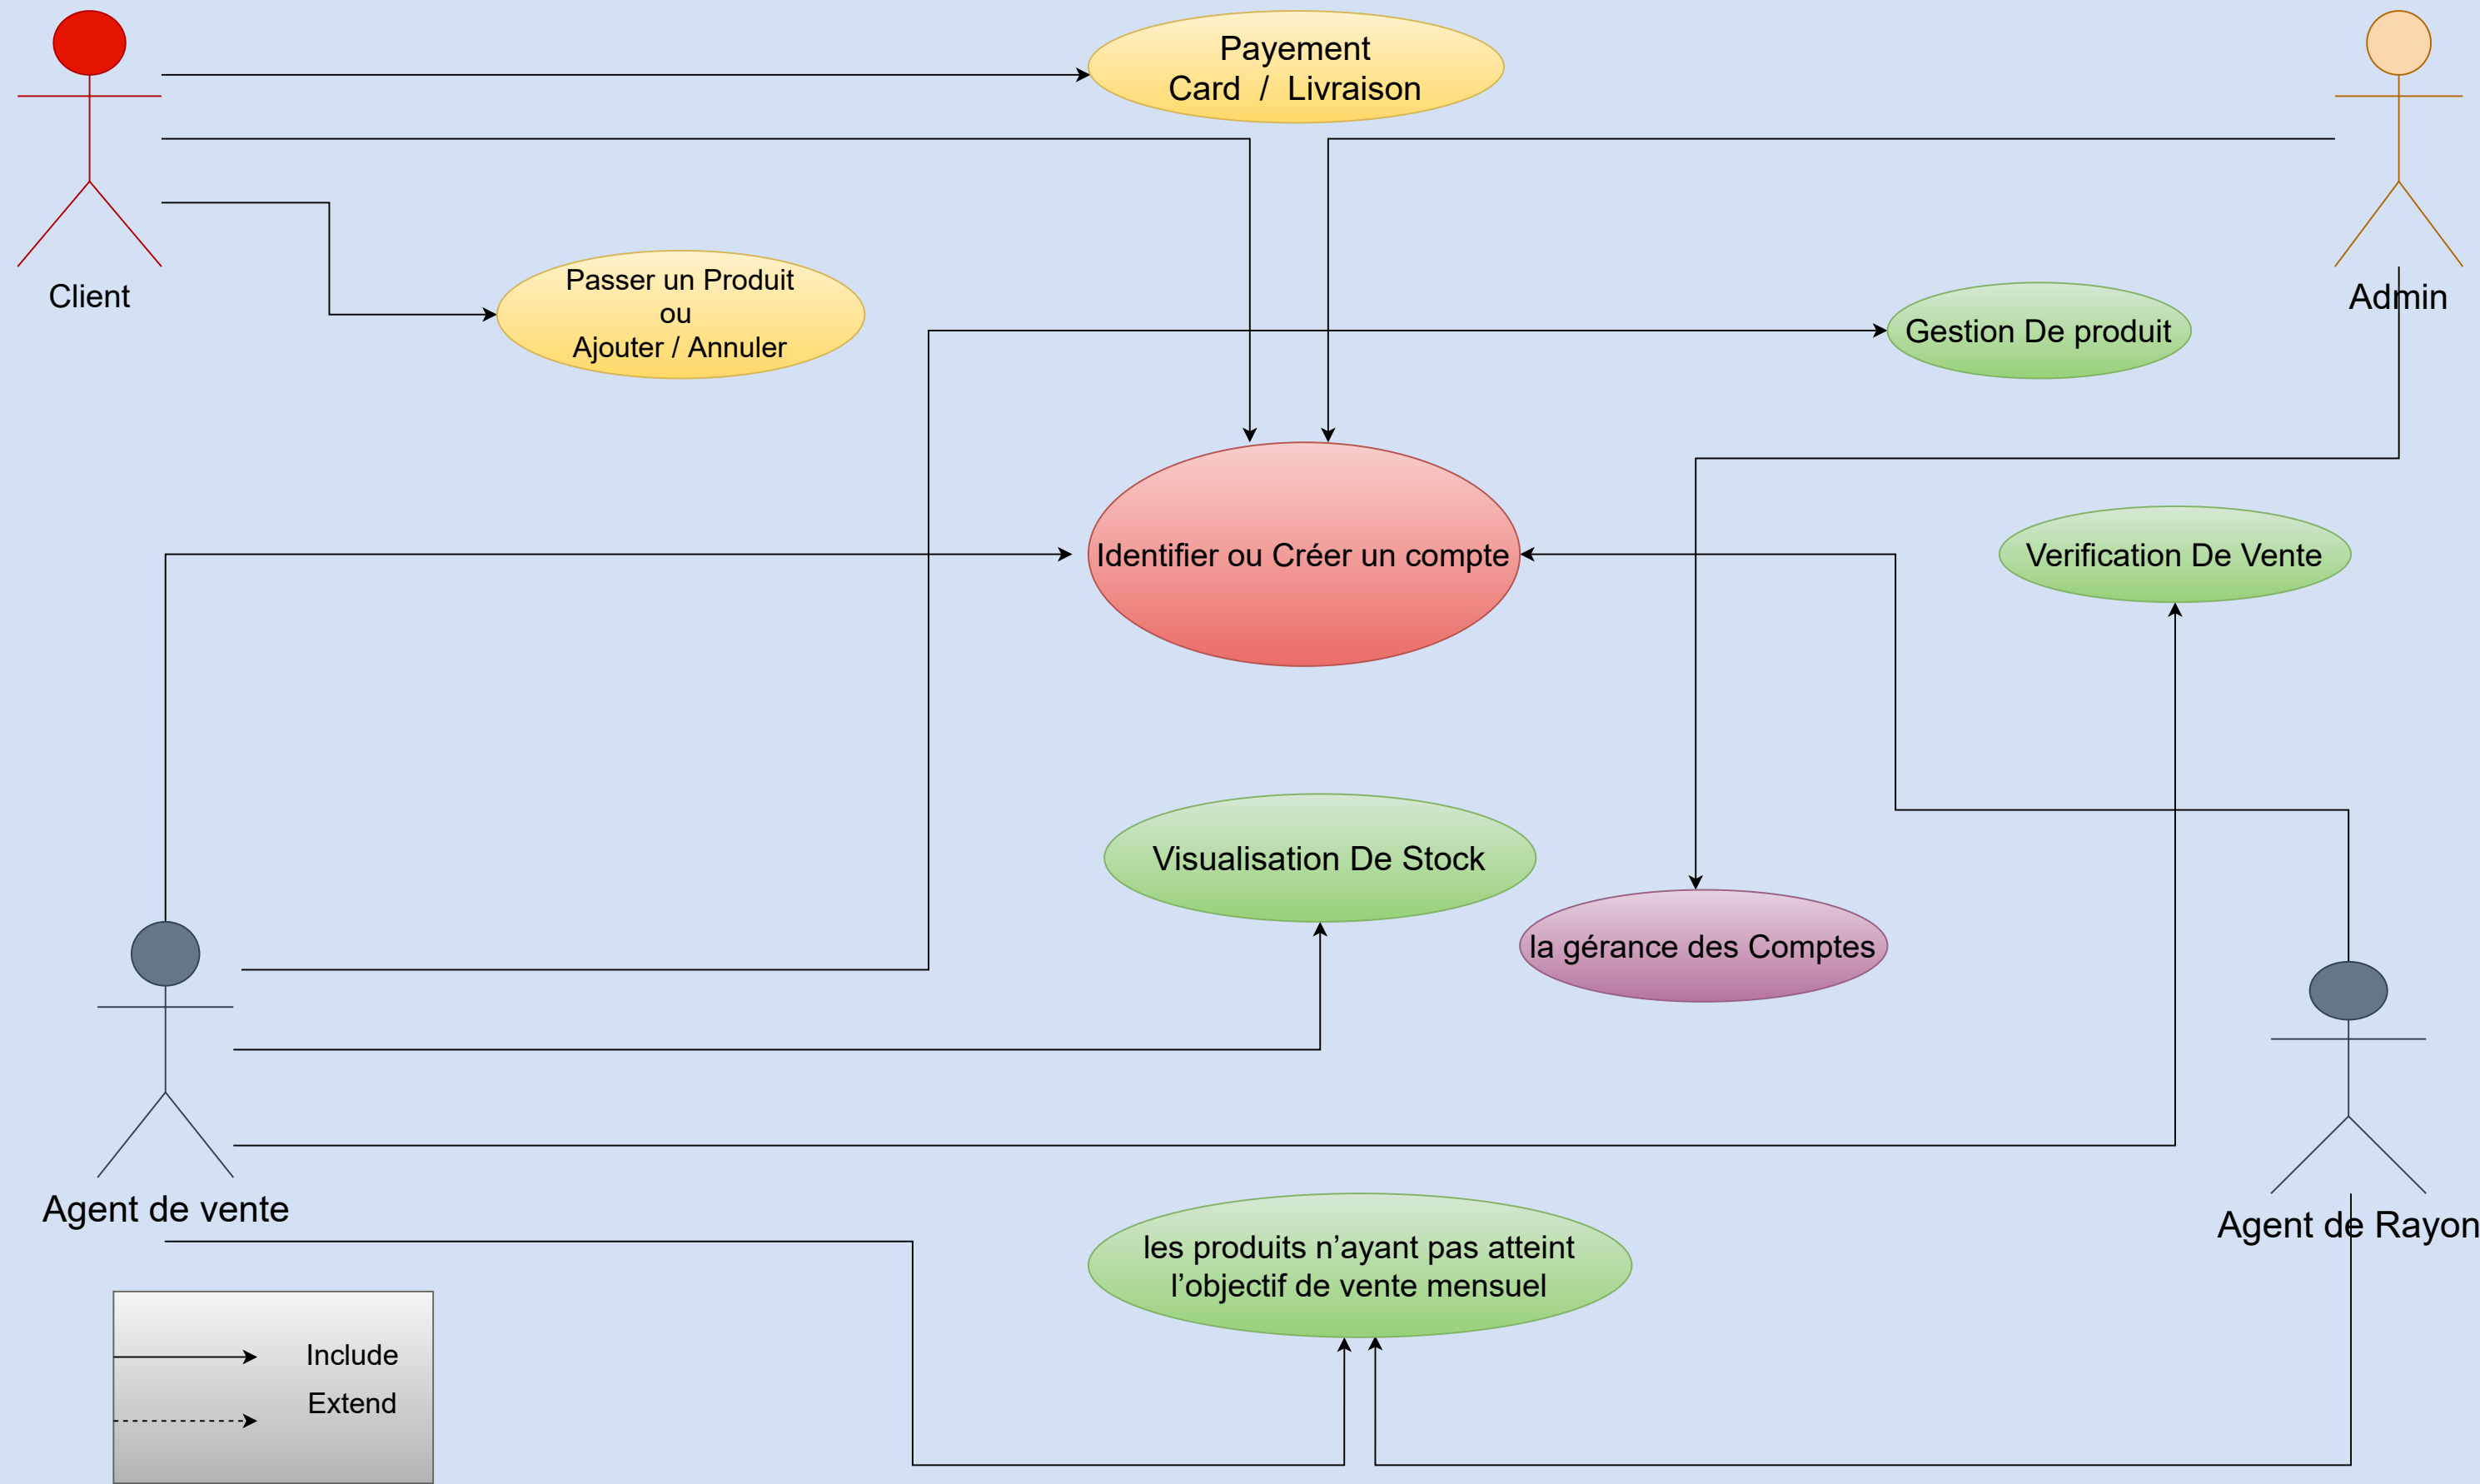 Payement
Card / Livraison
Client
Admin
Passer un Produit
ou
Ajouter / Annuler
Gestion De produit
Identifier ou Créer un compte
Verification De Vente
Visualisation De Stock
la gérance des Comptes
Agent de vente
Agent de Rayon
les produits n’ayant pas atteint
l’objectif de vente mensuel
Include
Extend